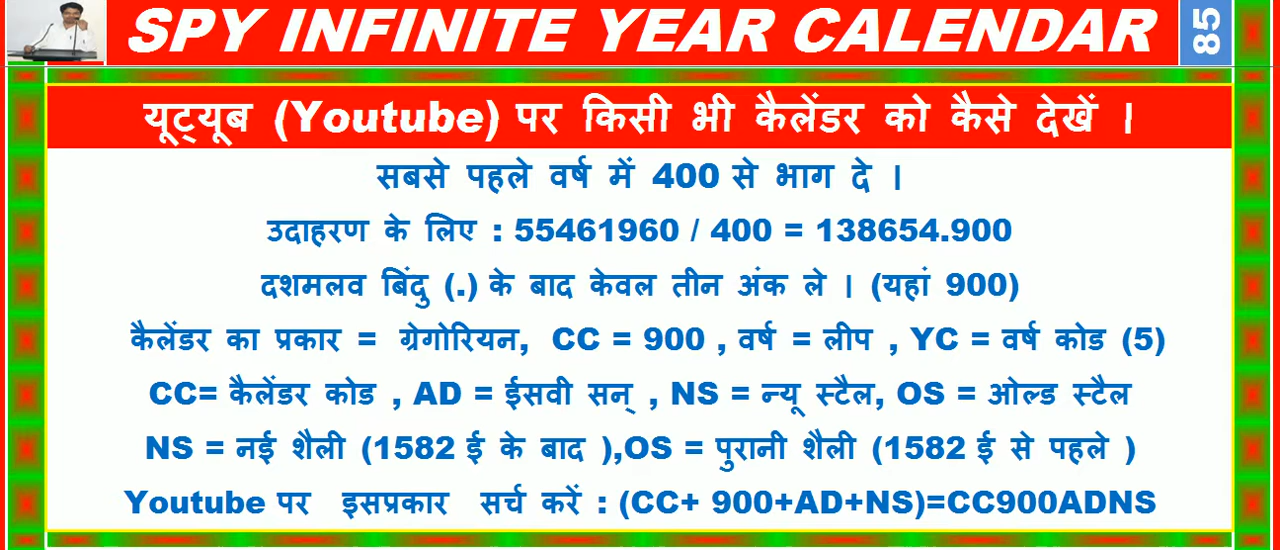 SPY INFINITE YEAR CALENDAR
85
यूट्यूब (Youtube) पर किसी भी कैलेंडर को कैसे देखें ।
सबसे पहले वर्ष में 400 से भाग दे ।
उदाहरण के लिए : 55461960 / 400 = 138654.900
दशमलव बिंदु (.) के बाद केवल तीन अंक ले । (यहां 900)
कैलेंडर का प्रकार = ग्रेगोरियन, CC = 900 , वर्ष = लीप , YC = वर्ष कोड (5)
CC= कैलेंडर कोड , AD = ईसवी सन् , NS = न्यू स्टैल, OS = ओल्ड स्टैल
NS = नई शैली (1582 ई के बाद ),OS = पुरानी शैली (1582 ई से पहले )
Youtube पर इसप्रकार सर्च करें : (CC+ 900+AD+NS)=CC900ADNS